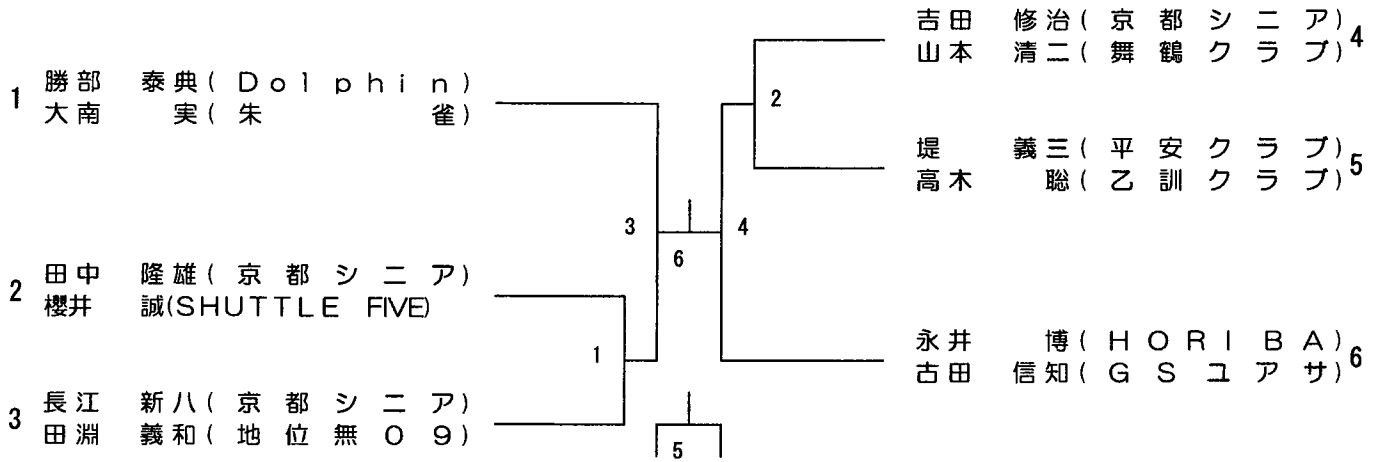 1
勝部 泰典(Dolphin)
大南 実(朱 雀)
2
田中 隆雄(京都シニア)
櫻井 誠(SHUTTLE FIVE)
3
長江 新八(京都シニア)
田淵 義和(地位無09)
3
1
6
5
2
4
吉田 修治(京都シニア)
山本 清二(舞鶴クラブ)
4
堤 義三(平安クラブ)
高木 聡(乙訓クラブ)
5
永井 博(HORIBA)
古田 信知(GSユアサ)
6